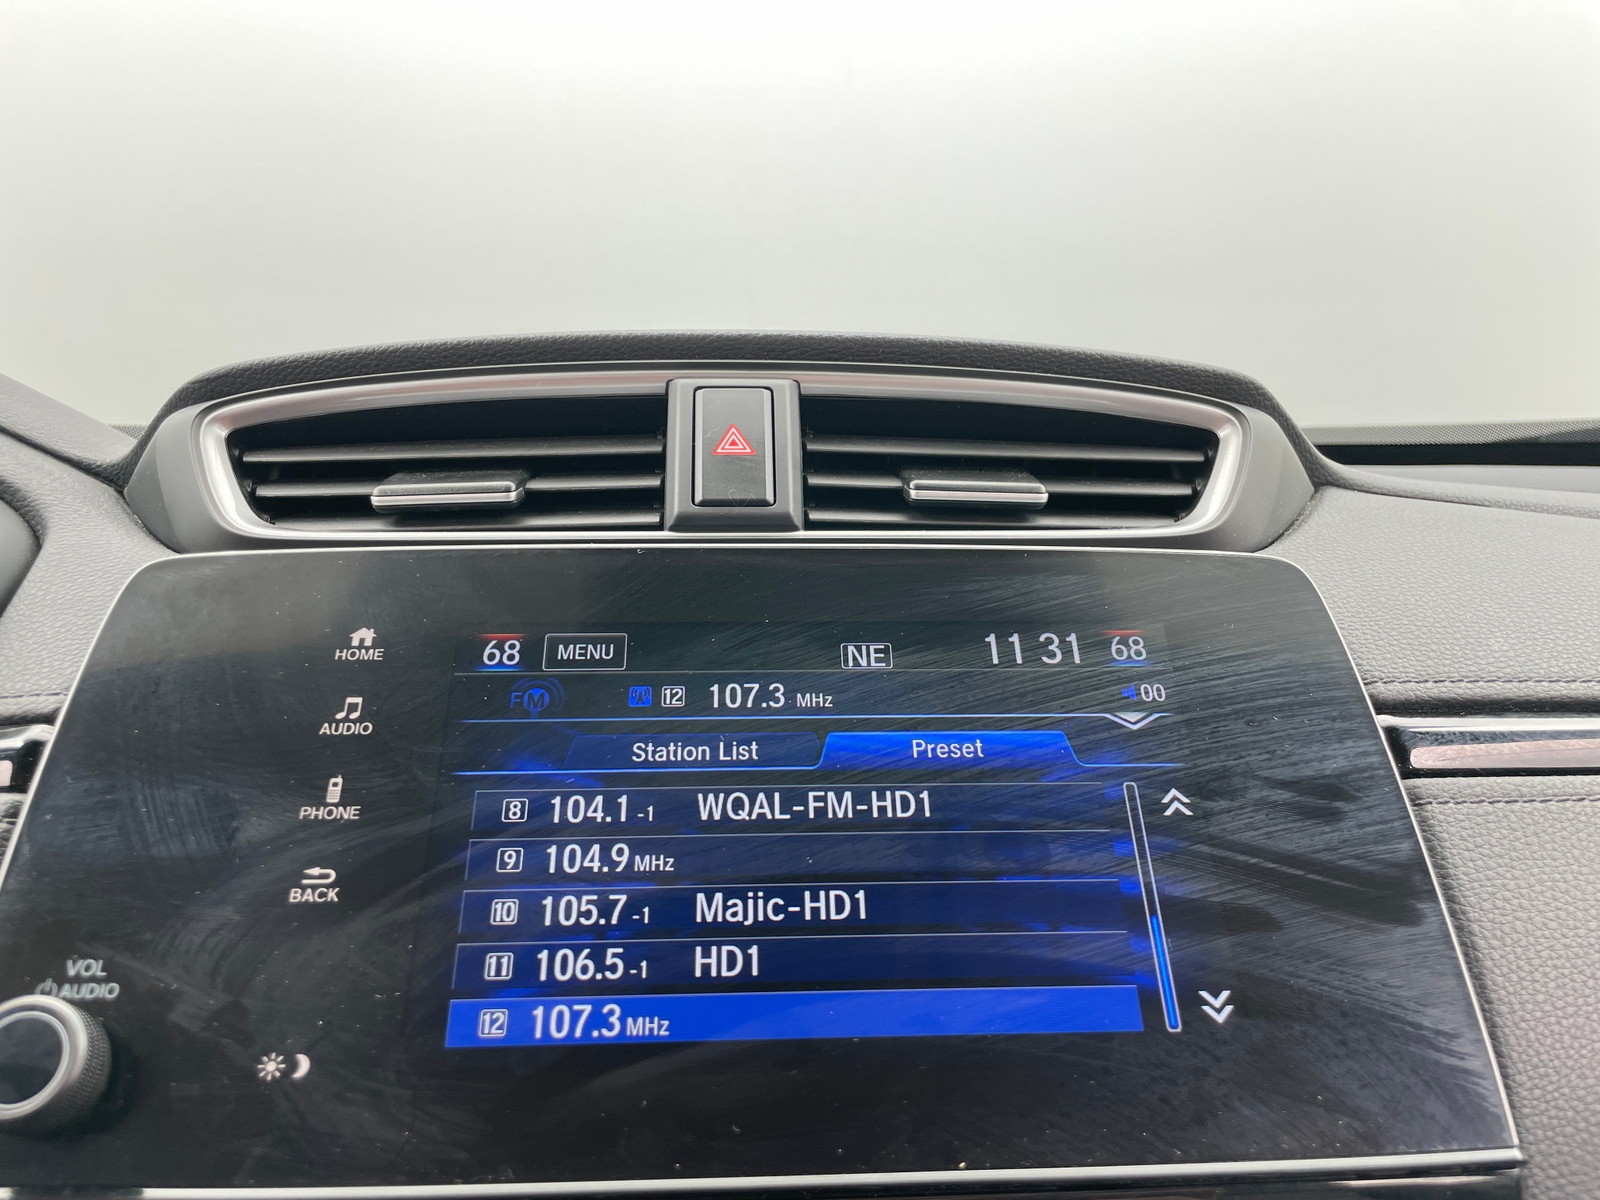 HOME
AUDIO
PHONE
BACK
VOL
AUDIO
68 MENU NE 11 31 68
FM 12 107.3 MHz 00
Station List Preset
8 104.1 -1 WQAL-FM-HD1
9 104.9 MHz
10 105.7 -1 Majic-HD1
11 106.5 -1 HD1
12 107.3 MHz